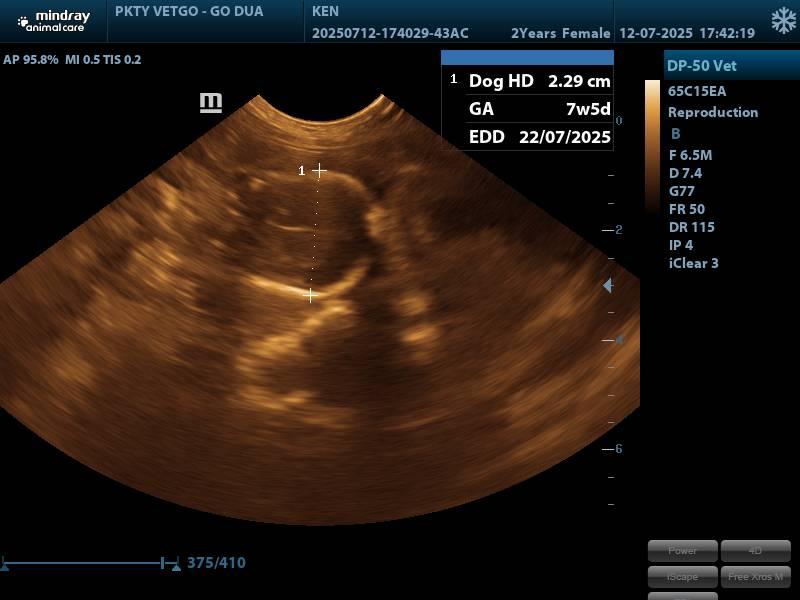 mindray
animal care
PKTY VETGO - GO DUA
KEN
20250712-174029-43AC
2Years Female
12-07-2025 17:42:19
AP 95.8% MI 0.5 TIS 0.2
m
1 Dog HD 2.29 cm
GA 7w5d
EDD 22/07/2025
DP-50 Vet
65C15EA
Reproduction
B
F 6.5M
D 7.4
G77
FR 50
DR 115
IP 4
iClear 3
0
1
2
4
6
375/410
Power
4D
iScape
Free Xros M